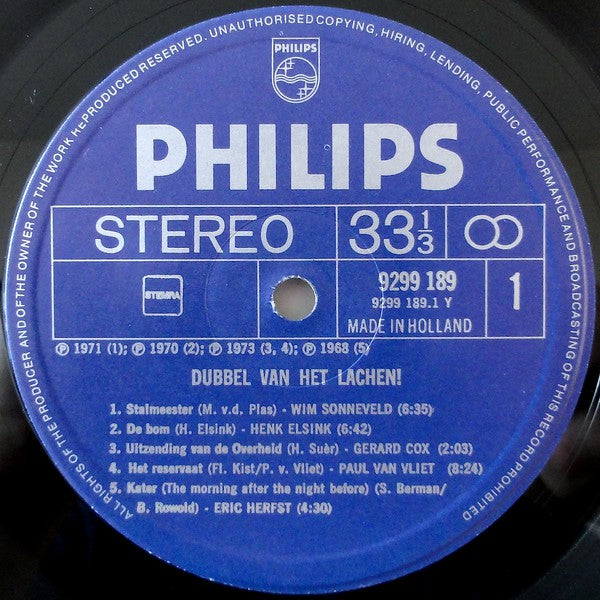 ALL RIGHTS OF THE PRODUCER AND OF THE OWNER OF THE WORK REPRODUCED RESERVED. UNAUTHORISED COPYING, HIRING, LENDING, PUBLIC PERFORMANCE AND BROADCASTING OF THIS RECORD PROHIBITED
PHILIPS
PHILIPS
STEREO 33 1/3
STEMRA
9299 189
9299 189.1 Y
1
MADE IN HOLLAND
Ⓟ 1971 (1); Ⓟ 1970 (2); Ⓟ 1973 (3, 4); Ⓟ 1968 (5)
DUBBEL VAN HET LACHEN!
1. Stalmeester (M. v.d. Plas) - WIM SONNEVELD (6:35)
2. De bom (H. Elsink) - HENK ELSINK (6:42)
3. Uitzending van de Overheid (H. Suèr) - GERARD COX (2:03)
4. Het reservaat (Fl. Kist/P. v. Vliet) - PAUL VAN VLIET (8:24)
5. Kater (The morning after the night before) (S. Berman/
B. Rowold) - ERIC HERFST (4:30)